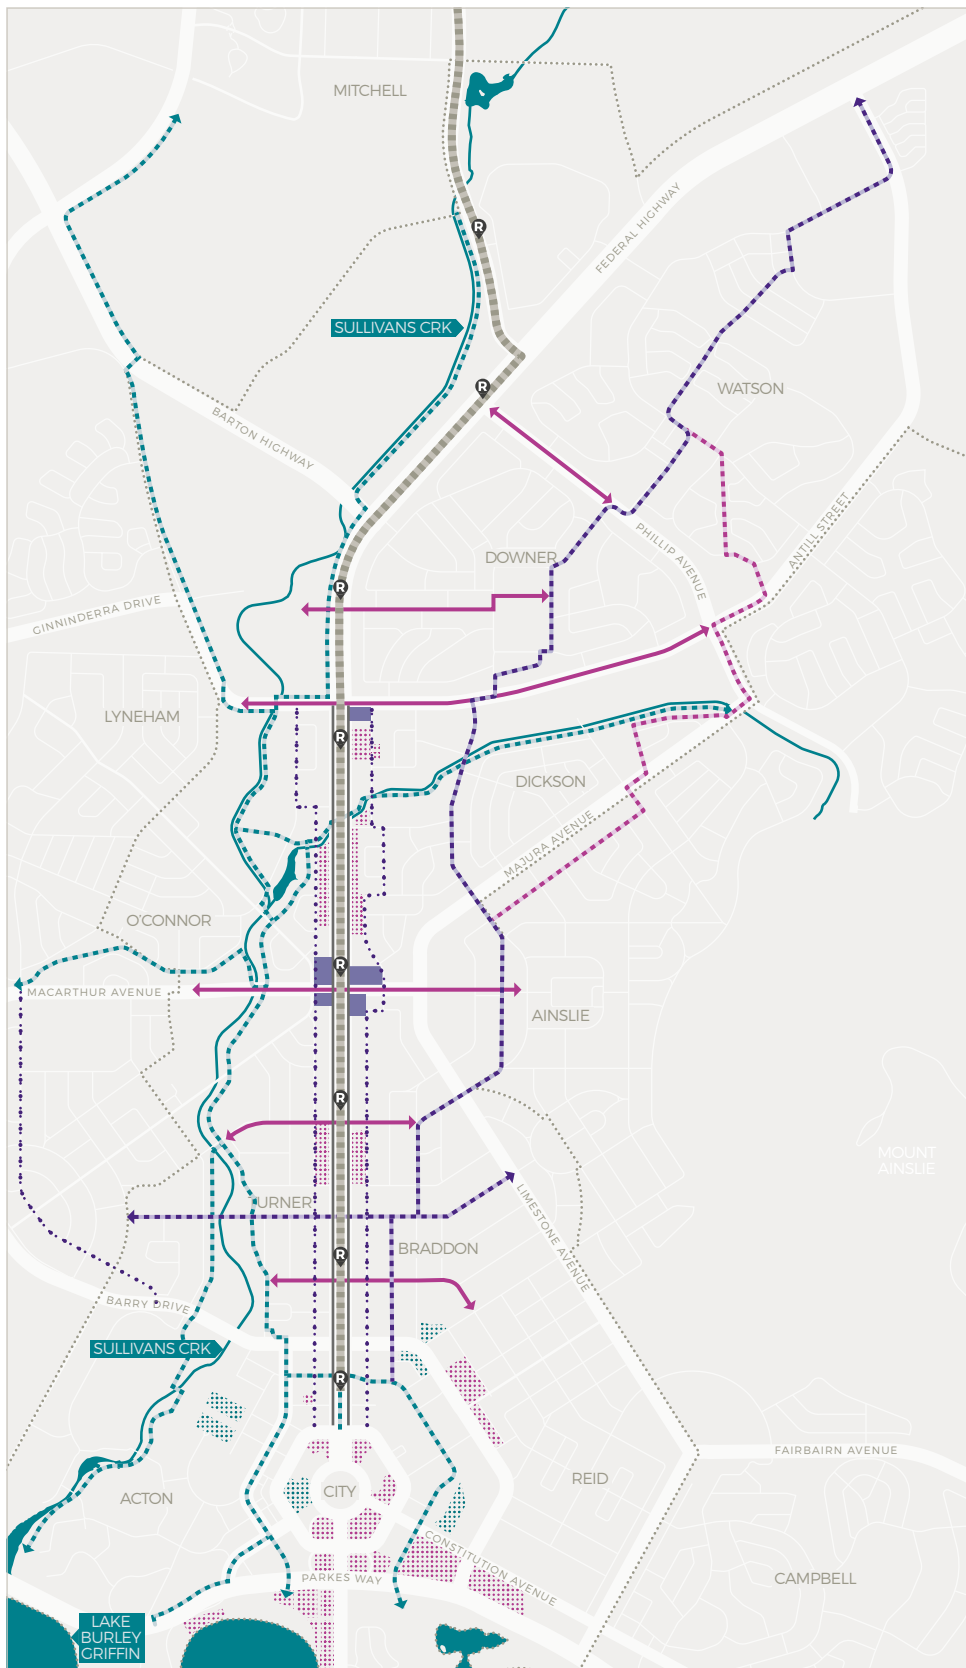 MITCHELL
R
FEDERAL HIGHWAY
SULLIVANS CRK
R
WATSON
BARTON HIGHWAY
ANTILL STREET
PHILLIP AVENUE
DOWNER
R
GINNINDERRA DRIVE
LYNEHAM
R
DICKSON
MAJURA AVENUE
O'CONNOR
R
MACARTHUR AVENUE
AINSLIE
R
MOUNT
AINSLIE
TURNER
LIMESTONE AVENUE
BRADDON
R
BARRY DRIVE
SULLIVANS CRK
R
FAIRBAIRN AVENUE
REID
CITY
ACTON
CONSTITUTION AVENUE
PARKES WAY
CAMPBELL
LAKE
BURLEY
GRIFFIN